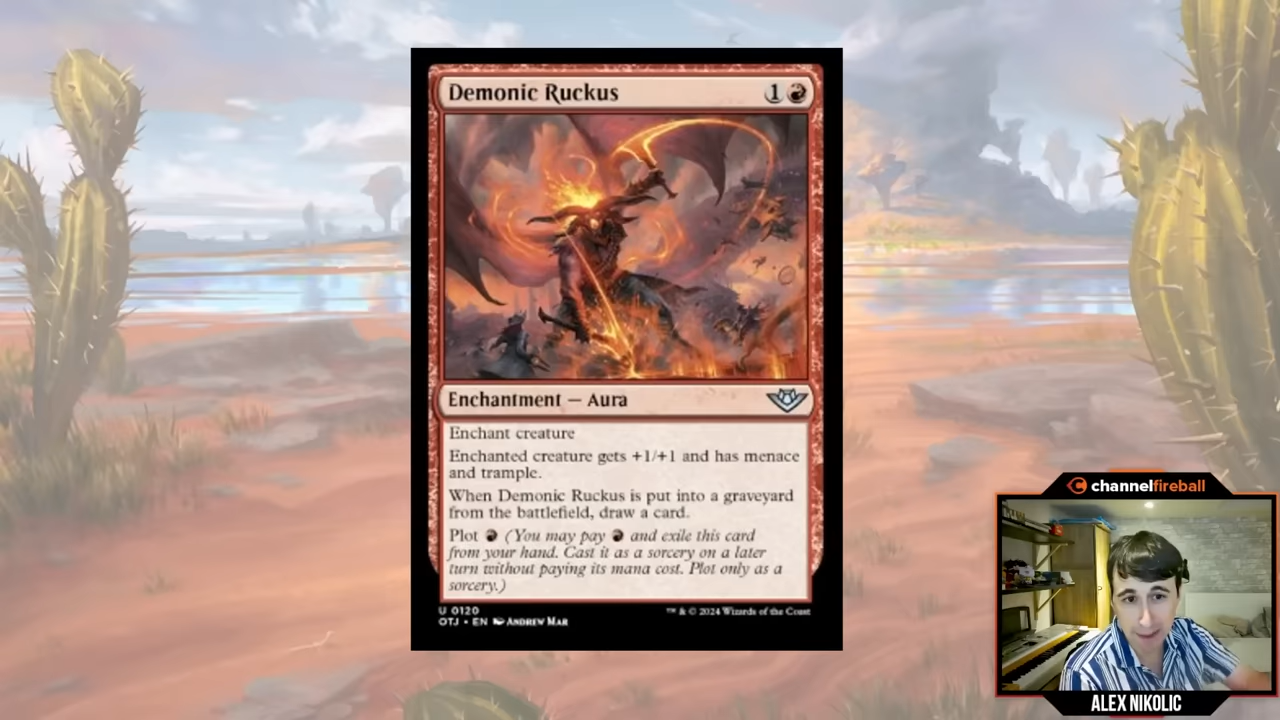 Demonic Ruckus 1
Enchantment — Aura
Enchant creature
Enchanted creature gets +1/+1 and has menace
and trample.
When Demonic Ruckus is put into a graveyard
from the battlefield, draw a card.
Plot (You may pay and exile this card
from your hand. Cast it as a sorcery on a later
turn without paying its mana cost. Plot only as a
sorcery.)
U 0120
OTJ • EN ANDREW MAR
™ & © 2024 Wizards of the Coast
channelfireball
ALEX NIKOLIC